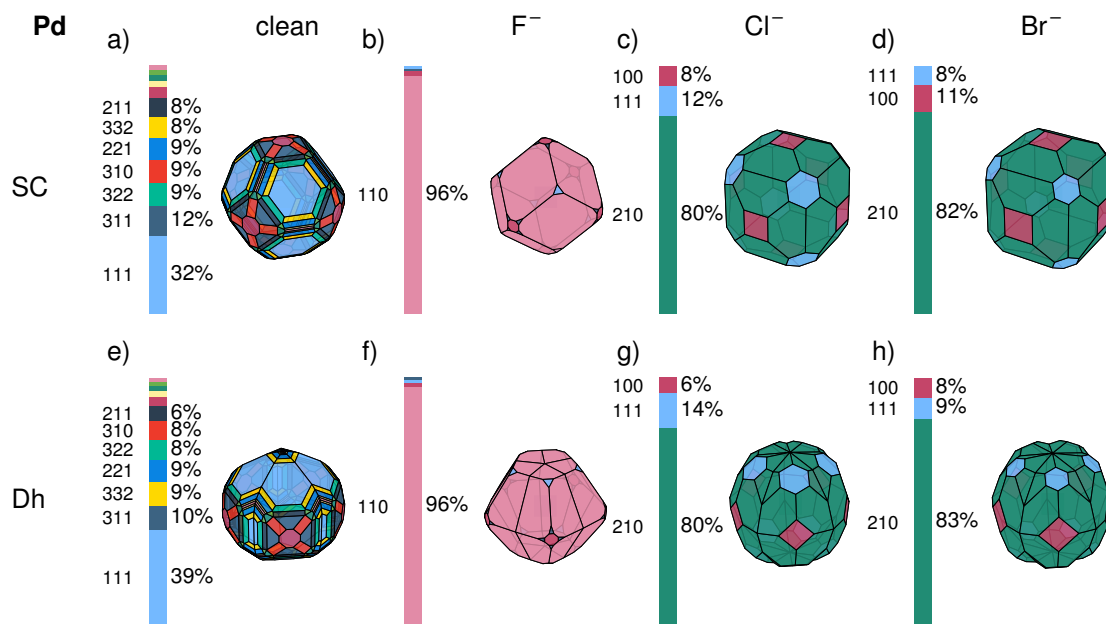 Pd
a) clean
b) F⁻
c) Cl⁻
d) Br⁻
SC
211 8%
332 8%
221 9%
310 9%
322 9%
311 12%
111 32%
110 96%
100 8%
111 12%
210 80%
111 8%
100 11%
210 82%
e)
f)
g)
h)
Dh
211 6%
310 8%
322 8%
221 9%
332 9%
311 10%
111 39%
110 96%
100 6%
111 14%
210 80%
100 8%
111 9%
210 83%